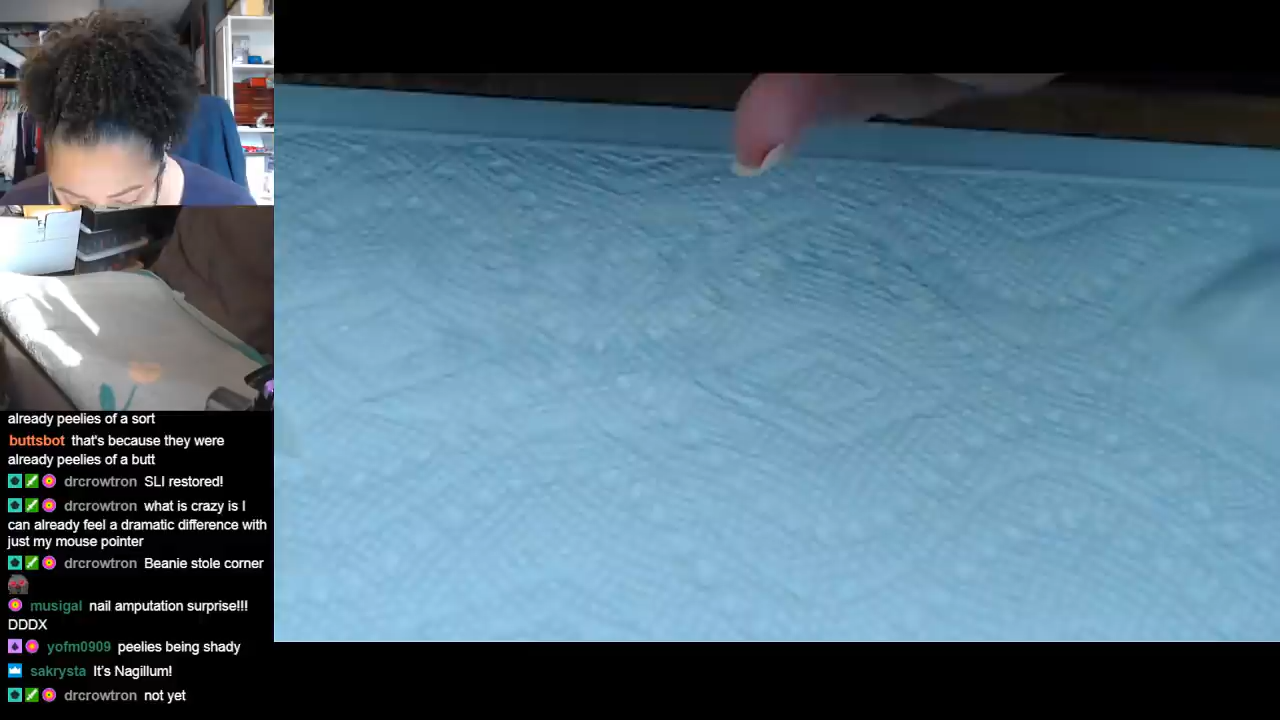 already peelies of a sort
buttsbot that's because they were
already peelies of a butt
drcrowtron SLI restored!
drcrowtron what is crazy is I
can already feel a dramatic difference with
just my mouse pointer
drcrowtron Beanie stole corner
musigal nail amputation surprise!!!
DDDX
yofm0909 peelies being shady
sakrysta It's Nagillum!
drcrowtron not yet